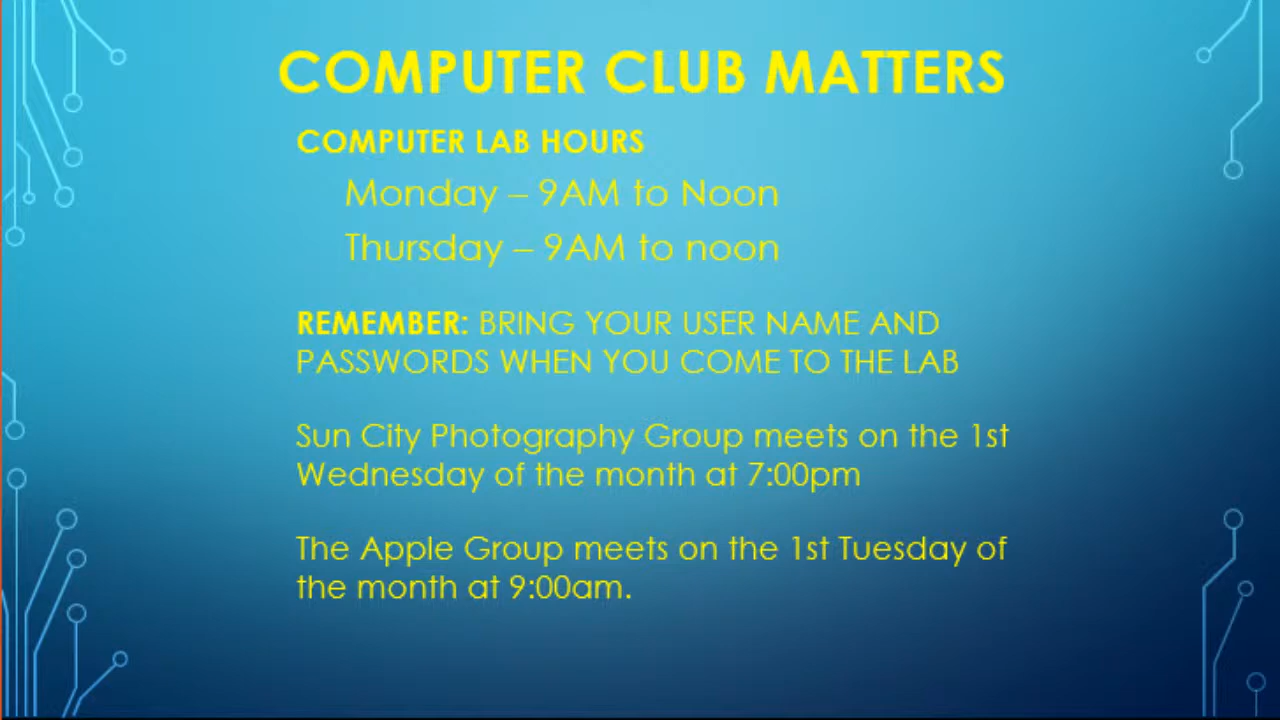 COMPUTER CLUB MATTERS
COMPUTER LAB HOURS
Monday – 9AM to Noon
Thursday – 9AM to noon
REMEMBER: BRING YOUR USER NAME AND
PASSWORDS WHEN YOU COME TO THE LAB
Sun City Photography Group meets on the 1st
Wednesday of the month at 7:00pm
The Apple Group meets on the 1st Tuesday of
the month at 9:00am.